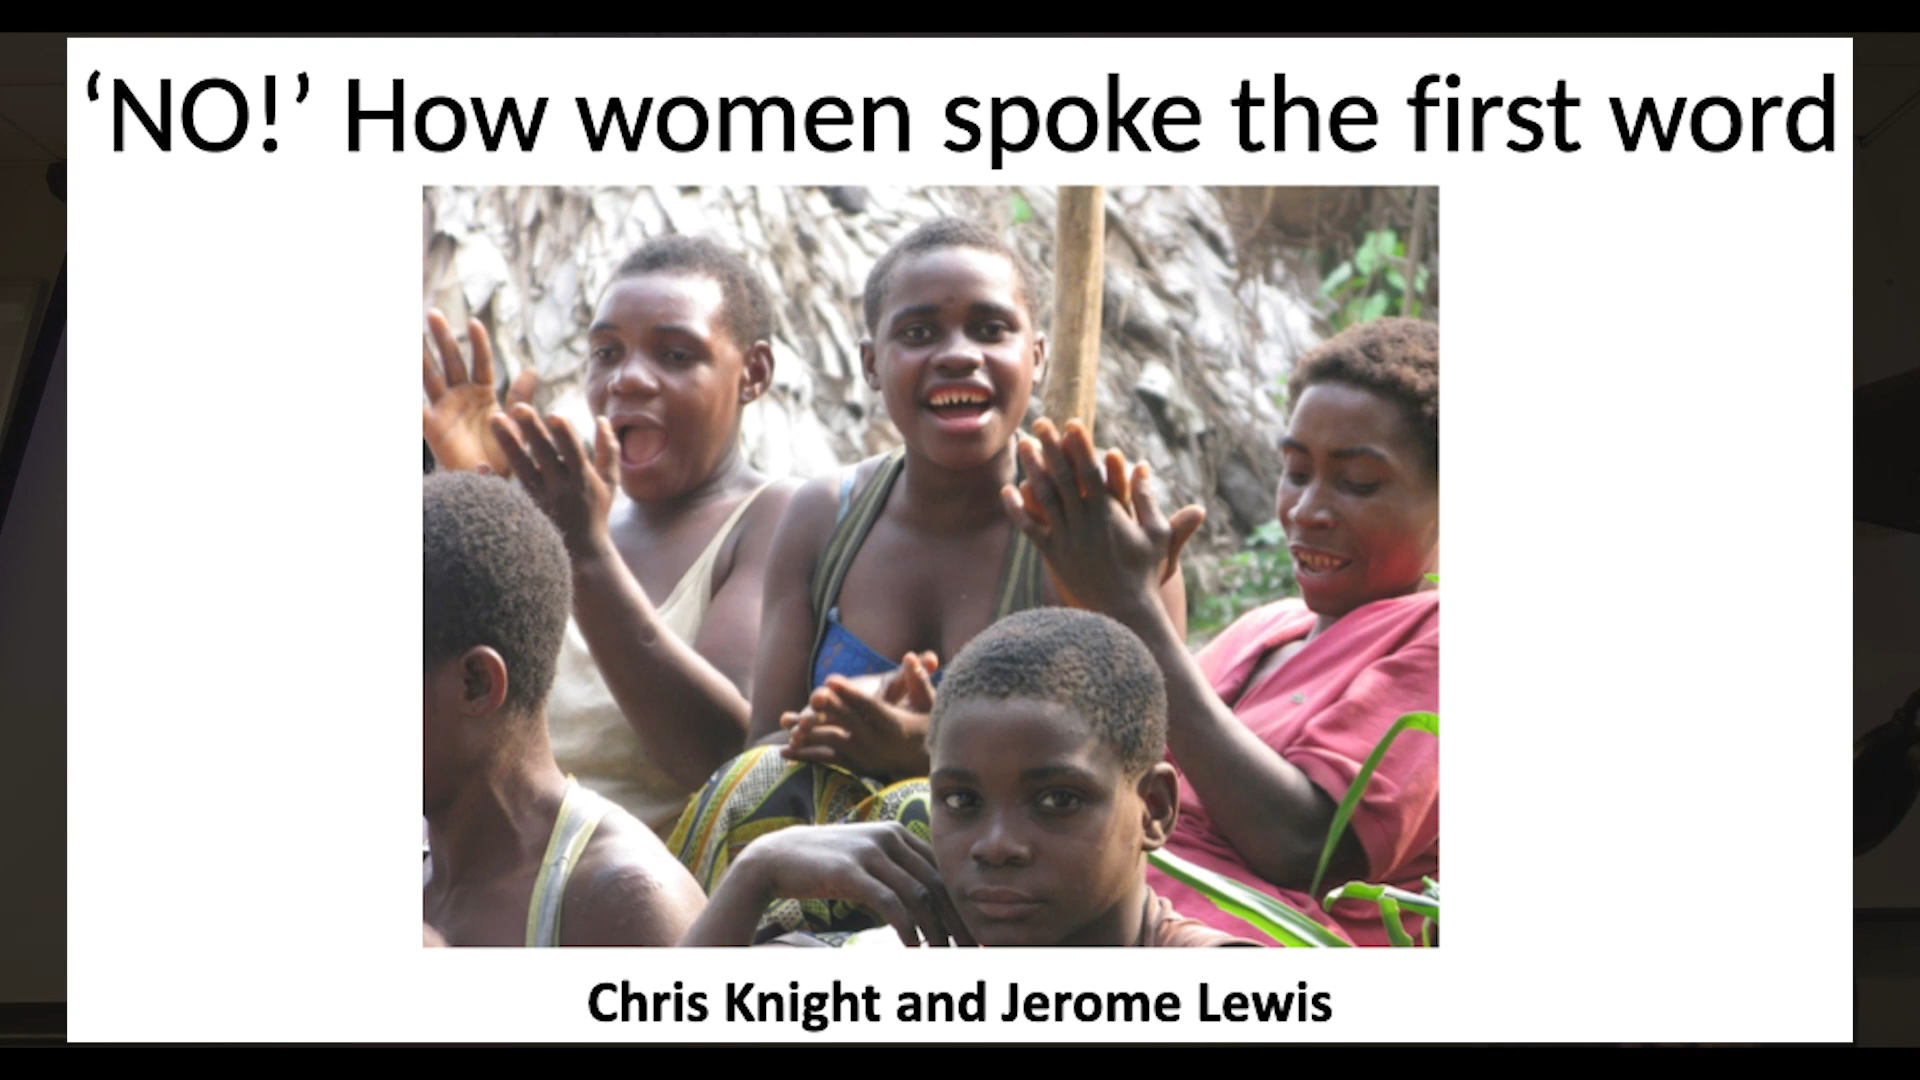 ‘NO!’ How women spoke the first word
Chris Knight and Jerome Lewis